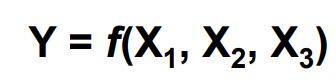 Y = f(X₁, X₂, X₃)